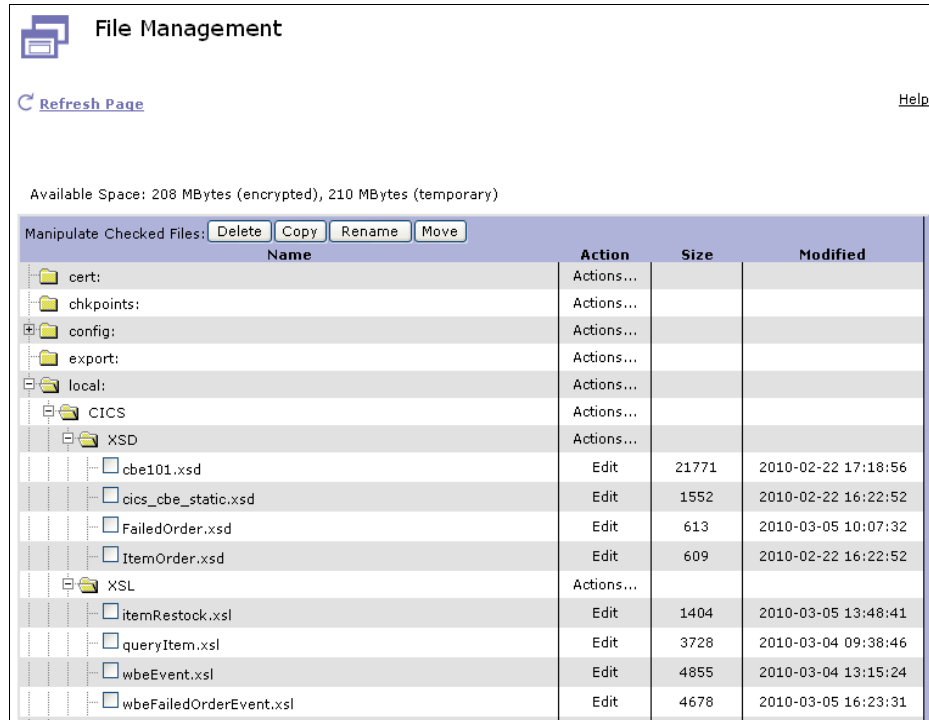 File Management
Refresh Page
Help
Available Space: 208 MBytes (encrypted), 210 MBytes (temporary)
Manipulate Checked Files: Delete Copy Rename Move
Name Action Size Modified
cert: Actions...
chkpoints: Actions...
config: Actions...
export: Actions...
local: Actions...
CICS Actions...
XSD Actions...
cbe101.xsd Edit 21771 2010-02-22 17:18:56
cics_cbe_static.xsd Edit 1552 2010-02-22 16:22:52
FailedOrder.xsd Edit 613 2010-03-05 10:07:32
ItemOrder.xsd Edit 609 2010-02-22 16:22:52
XSL Actions...
itemRestock.xsl Edit 1404 2010-03-05 13:48:41
queryItem.xsl Edit 3728 2010-03-04 09:38:46
wbeEvent.xsl Edit 4855 2010-03-04 13:15:24
wbeFailedOrderEvent.xsl Edit 4678 2010-03-05 16:23:31